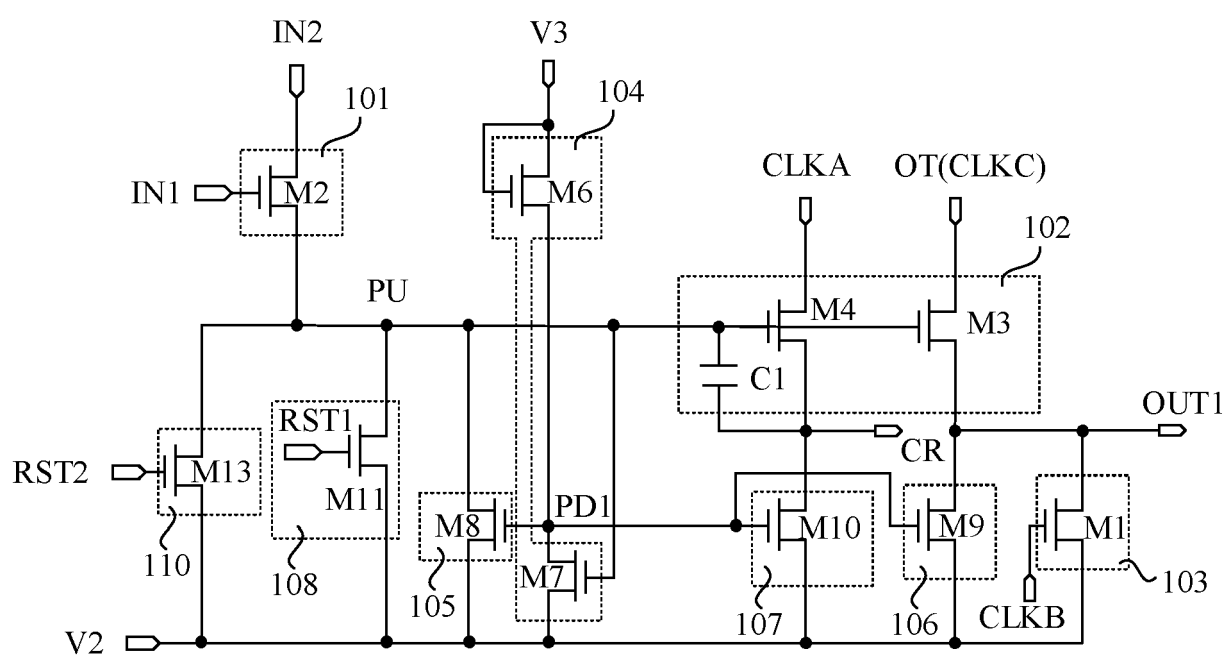 IN2
V3
101
104
CLKA
OT(CLKC)
IN1
M2
M6
102
PU
M4
M3
C1
OUT1
RST1
CR
RST2
M13
M11
PD1
M8
M10
M9
M1
M7
110
108
105
107
106
CLKB
103
V2